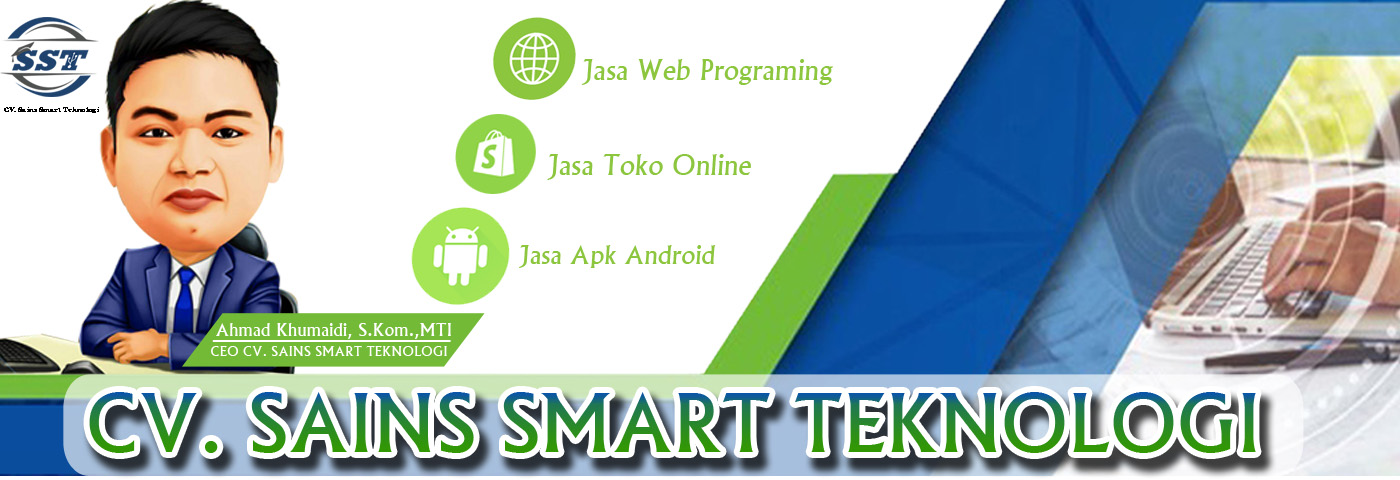 SST
CV. Sains Smart Teknologi
Jasa Web Programing
Jasa Toko Online
Jasa Apk Android
Ahmad Khumaidi, S.Kom.,MTI
CEO CV. SAINS SMART TEKNOLOGI
CV. SAINS SMART TEKNOLOGI